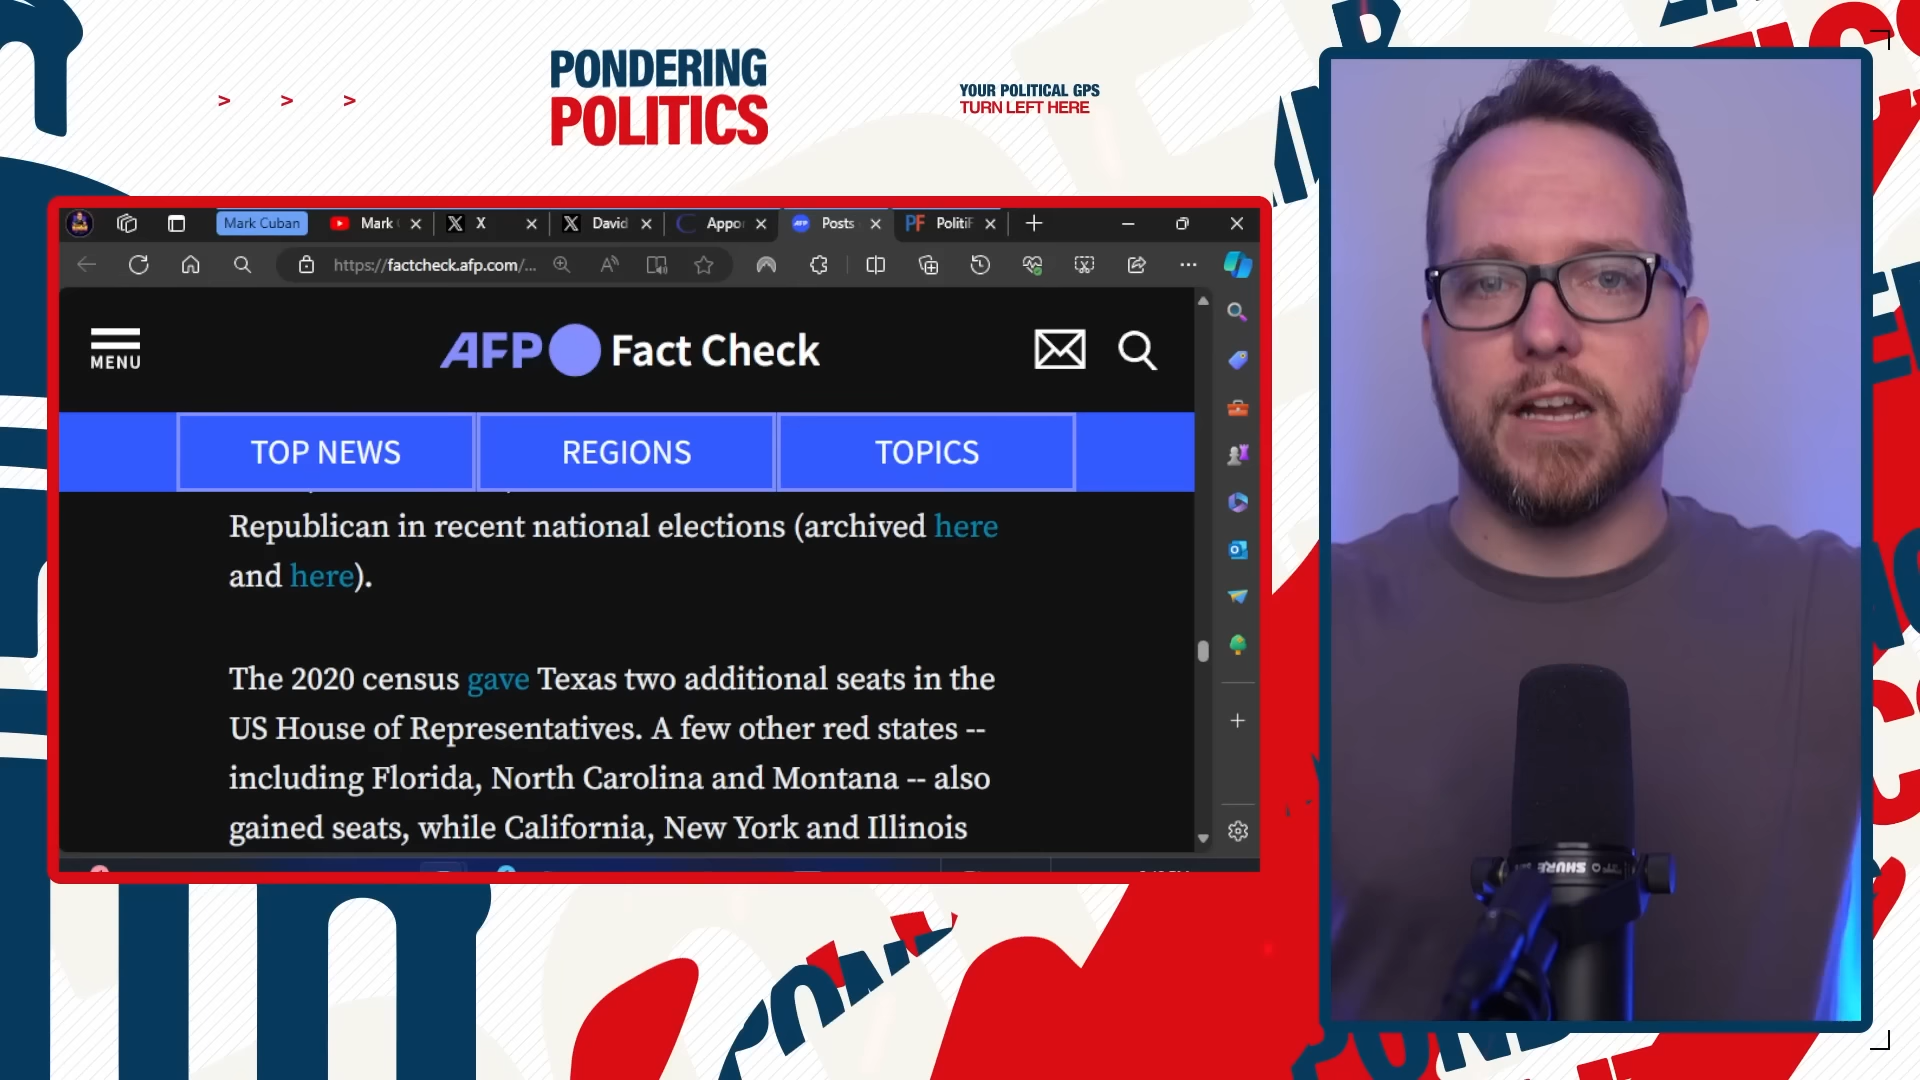 > > >
PONDERING
POLITICS
YOUR POLITICAL GPS
TURN LEFT HERE
Mark Cuban
Mark
X
David
Appor
Posts
PolitiF
https://factcheck.afp.com/...
MENU
AFP Fact Check
TOP NEWS
REGIONS
TOPICS
Republican in recent national elections (archived here
and here).
The 2020 census gave Texas two additional seats in the
US House of Representatives. A few other red states --
including Florida, North Carolina and Montana -- also
gained seats, while California, New York and Illinois
SHURE